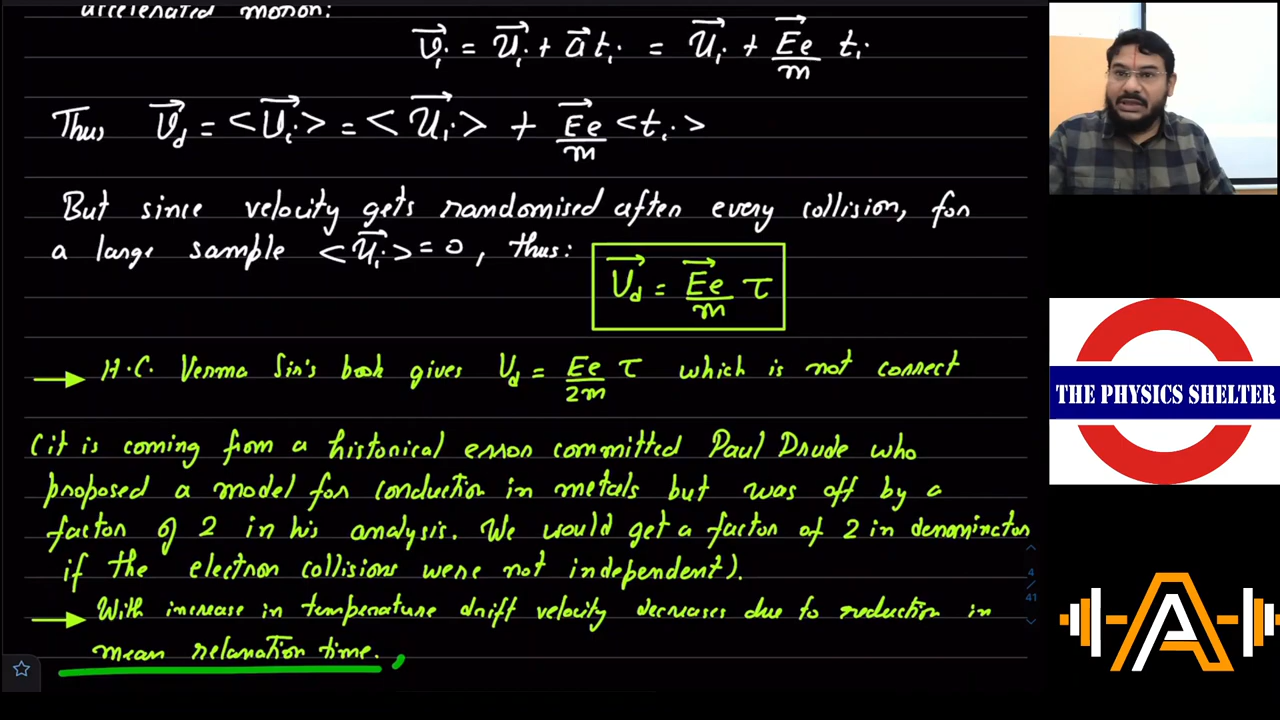 accelerated motion:
v⃗ᵢ = u⃗ᵢ + a⃗tᵢ = u⃗ᵢ + E⃗e/m tᵢ
Thus v⃗d = <v⃗ᵢ> = <u⃗ᵢ> + E⃗e/m <tᵢ>
But since velocity gets randomised after every collision, for
a large sample <u⃗ᵢ> = 0, thus:
v⃗d = E⃗e/m τ
→ H.C. Verma Sir's book gives vd = Ee/2m τ which is not correct
(it is coming from a historical error committed Paul Drude who
proposed a model for conduction in metals but was off by a
factor of 2 in his analysis. We would get a factor of 2 in denominator
if the electron collisions were not independent).
→ With increase in temperature drift velocity decreases due to reduction in
mean relaxation time.
4
/
41
THE PHYSICS SHELTER
A